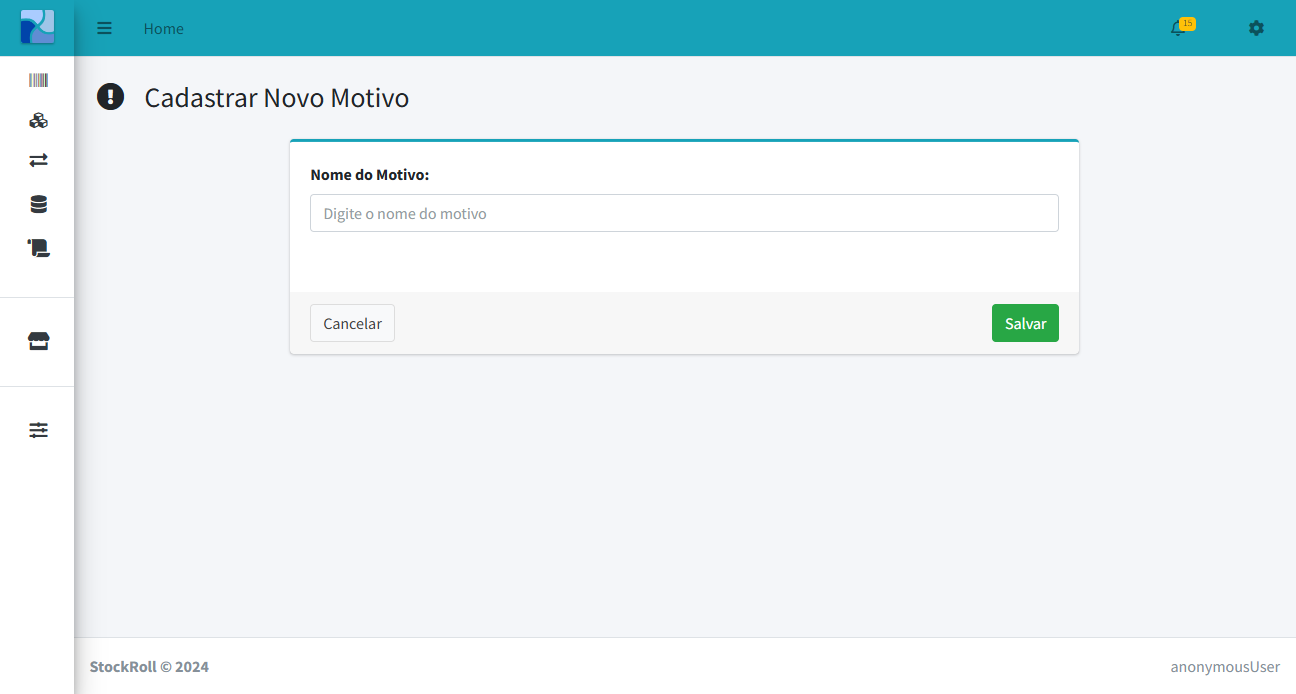 Home
15
Cadastrar Novo Motivo
Nome do Motivo:
Digite o nome do motivo
Cancelar
Salvar
StockRoll © 2024
anonymousUser